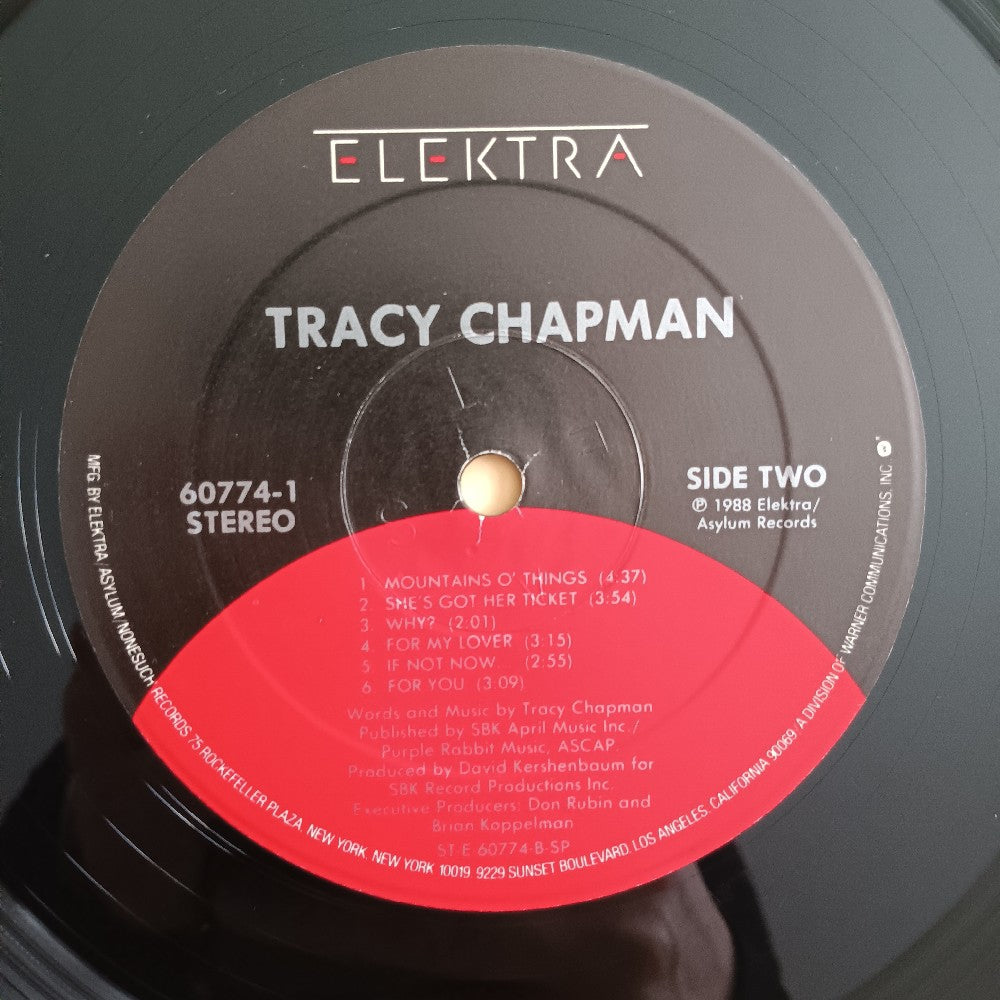 ELEKTRA
TRACY CHAPMAN
60774-1
STEREO
SIDE TWO
℗ 1988 Elektra/
Asylum Records
1. MOUNTAINS O' THINGS (4:37)
2. SHE'S GOT HER TICKET (3:54)
3. WHY? (2:01)
4. FOR MY LOVER (3:15)
5. IF NOT NOW... (2:55)
6. FOR YOU (3:09)
Words and Music by Tracy Chapman
Published by SBK April Music Inc./
Purple Rabbit Music, ASCAP.
Produced by David Kershenbaum for
SBK Record Productions Inc.
Executive Producers: Don Rubin and
Brian Koppelman
ST-E-60774-B-SP
MFG. BY ELEKTRA/ASYLUM/NONESUCH RECORDS, 75 ROCKEFELLER PLAZA, NEW YORK, NEW YORK 10019. 9229 SUNSET BOULEVARD, LOS ANGELES, CALIFORNIA 90069. A DIVISION OF WARNER COMMUNICATIONS, INC.